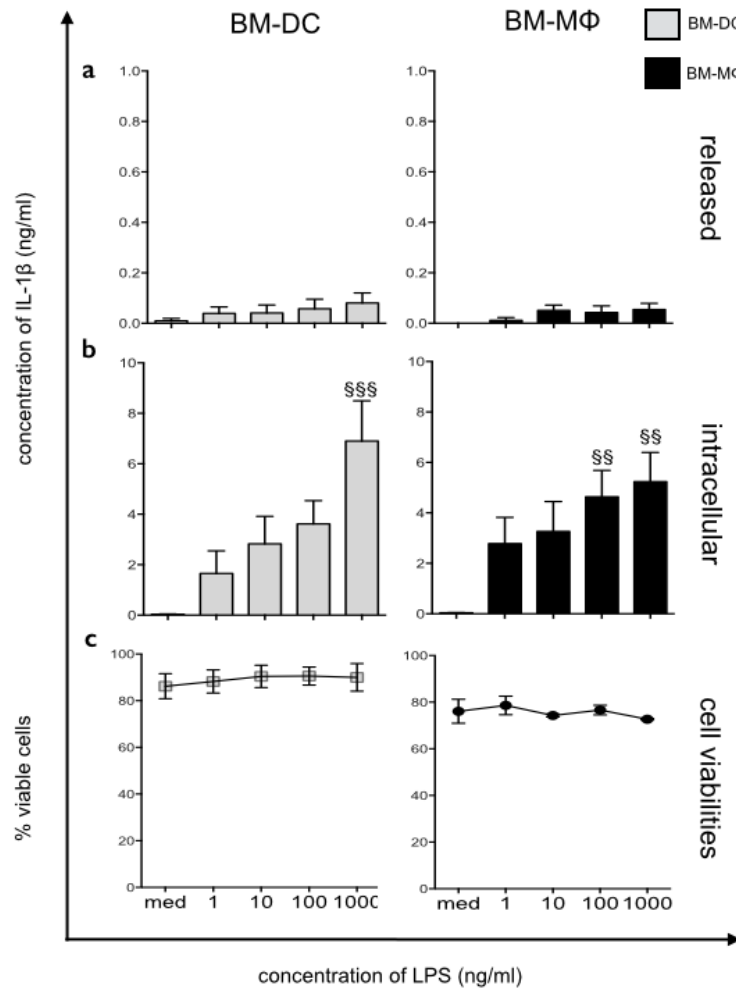 BM-DC
BM-MΦ
BM-DC
BM-MΦ
a
1.0
0.8
0.6
0.4
0.2
0.0
1.0
0.8
0.6
0.4
0.2
0.0
released
concentration of IL-1β (ng/ml)
b
10
8
6
4
2
0
§§§
10
8
6
4
2
0
§§
§§
intracellular
c
100
80
60
40
20
0
med 1 10 100 1000
100
80
60
40
20
0
med 1 10 100 1000
cell viabilities
% viable cells
concentration of LPS (ng/ml)